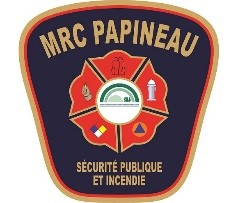 MRC PAPINEAU
SÉCURITÉ PUBLIQUE
ET INCENDIE